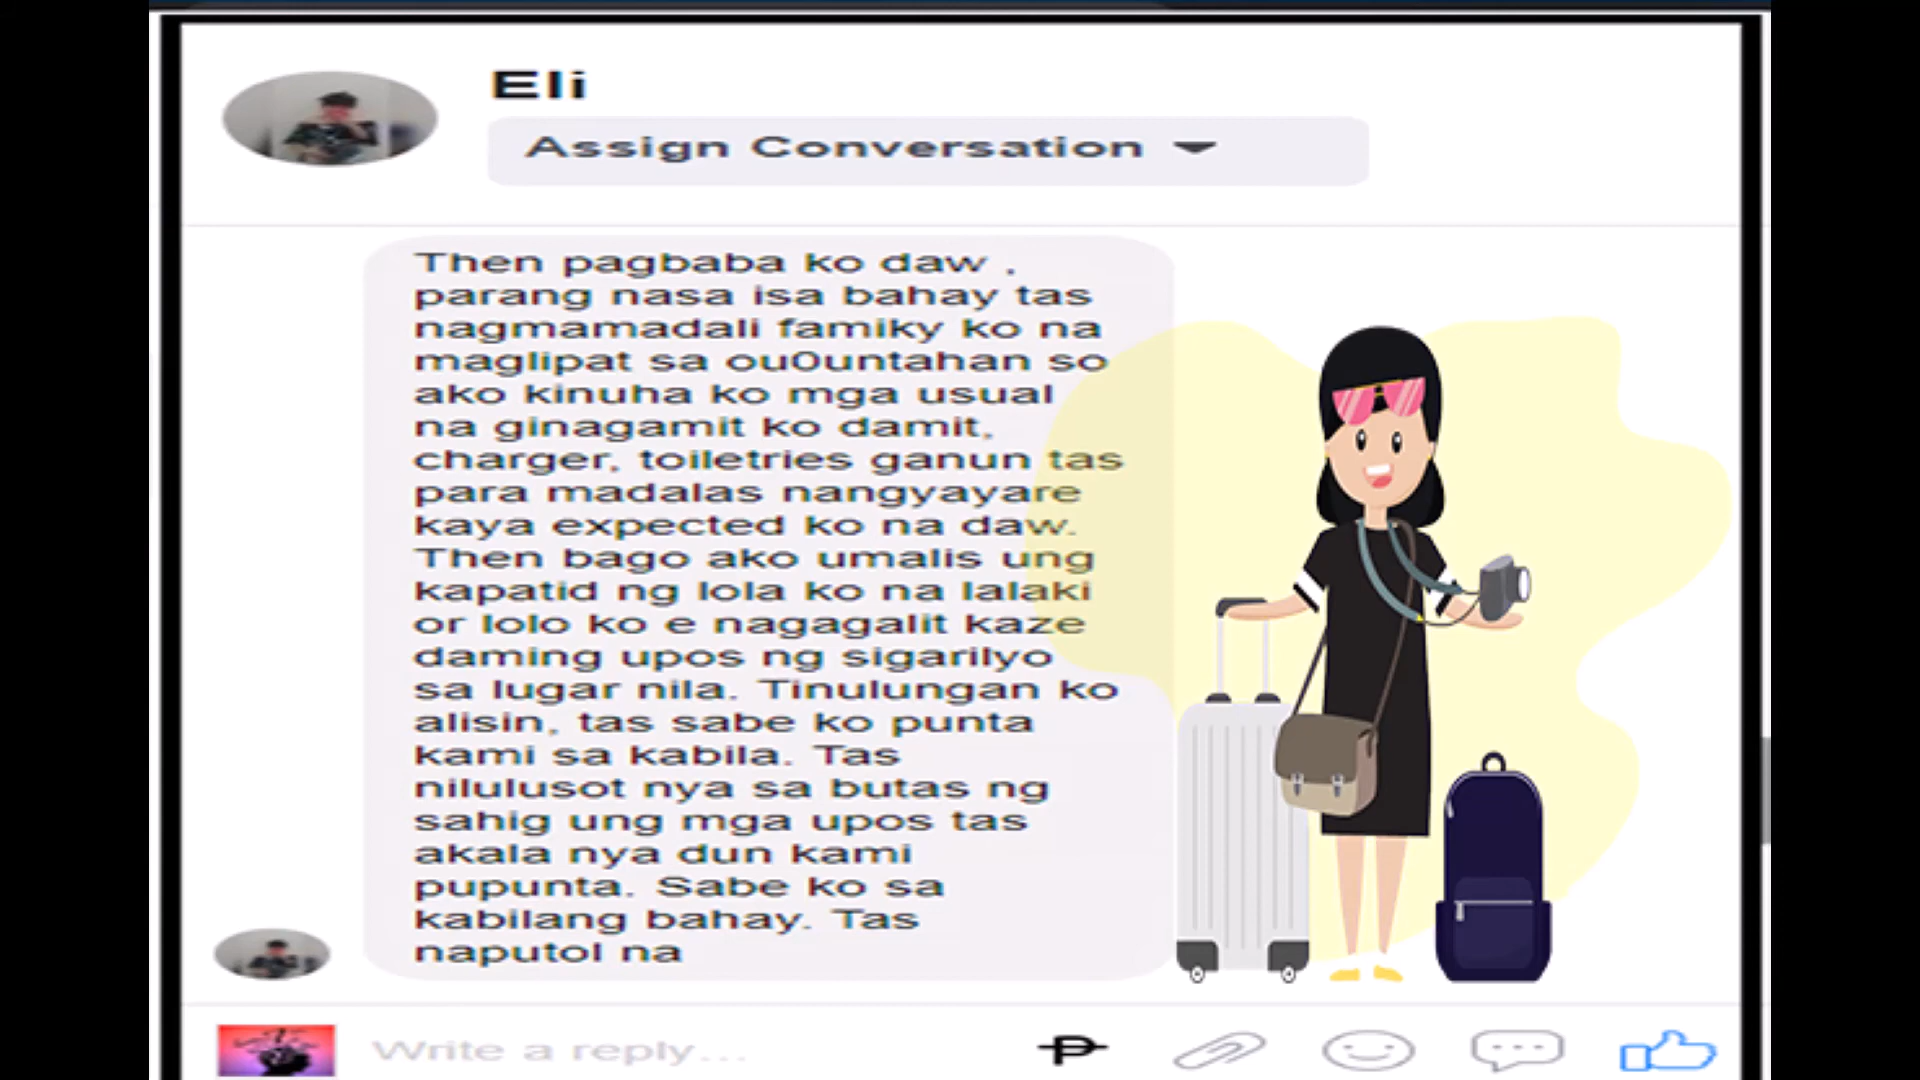 Eli
Assign Conversation
Then pagbaba ko daw ,
parang nasa isa bahay tas
nagmamadali famiky ko na
maglipat sa ou0untahan so
ako kinuha ko mga usual
na ginagamit ko damit,
charger, toiletries ganun tas
para madalas nangyayare
kaya expected ko na daw.
Then bago ako umalis ung
kapatid ng lola ko na lalaki
or lolo ko e nagagalit kaze
daming upos ng sigarilyo
sa lugar nila. Tinulungan ko
alisin, tas sabe ko punta
kami sa kabila. Tas
nilulusot nya sa butas ng
sahig ung mga upos tas
akala nya dun kami
pupunta. Sabe ko sa
kabilang bahay. Tas
naputol na
Write a reply...